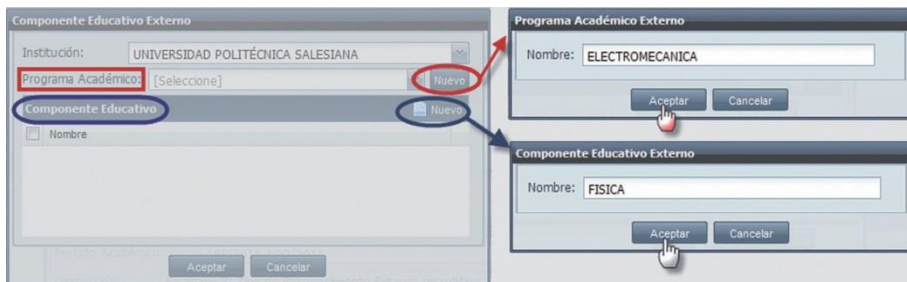 Componente Educativo Externo
Institución: UNIVERSIDAD POLITÉCNICA SALESIANA
Programa Académico: [Seleccione] Nuevo
Componente Educativo Nuevo
Nombre
Aceptar Cancelar
Programa Académico Externo
Nombre: ELECTROMECANICA
Aceptar Cancelar
Componente Educativo Externo
Nombre: FISICA
Aceptar Cancelar